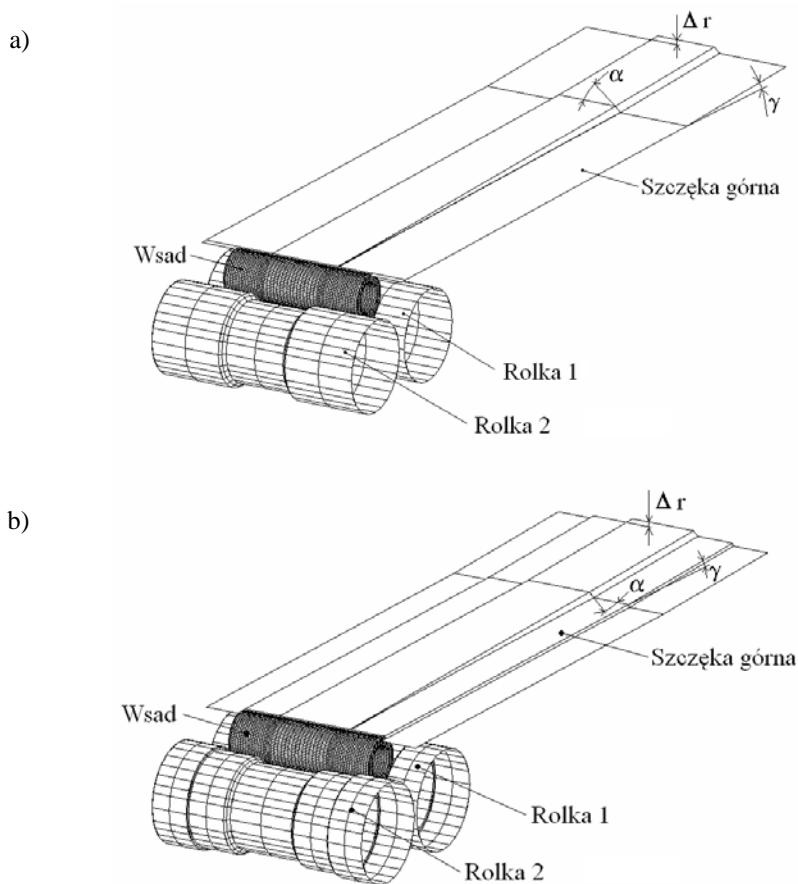 a)
Δ r
α
γ
Szczęka górna
Wsad
Rolka 1
Rolka 2
b)
Δ r
γ
α
Szczęka górna
Wsad
Rolka 1
Rolka 2